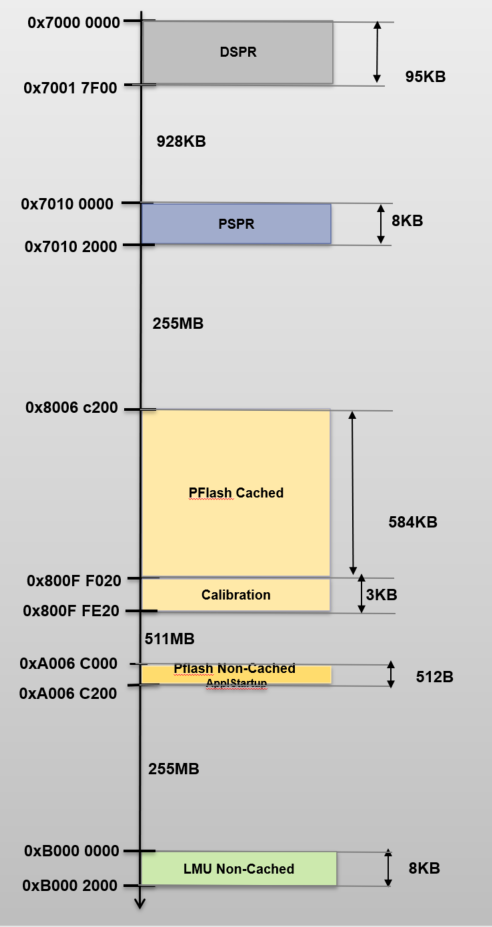 0x7000 0000
DSPR
95KB
0x7001 7F00
928KB
0x7010 0000
PSPR
8KB
0x7010 2000
255MB
0x8006 c200
PFlash Cached
584KB
0x800F F020
Calibration
3KB
0x800F FE20
511MB
0xA006 C000
Pflash Non-Cached
ApplStartup
512B
0xA006 C200
255MB
0xB000 0000
LMU Non-Cached
8KB
0xB000 2000